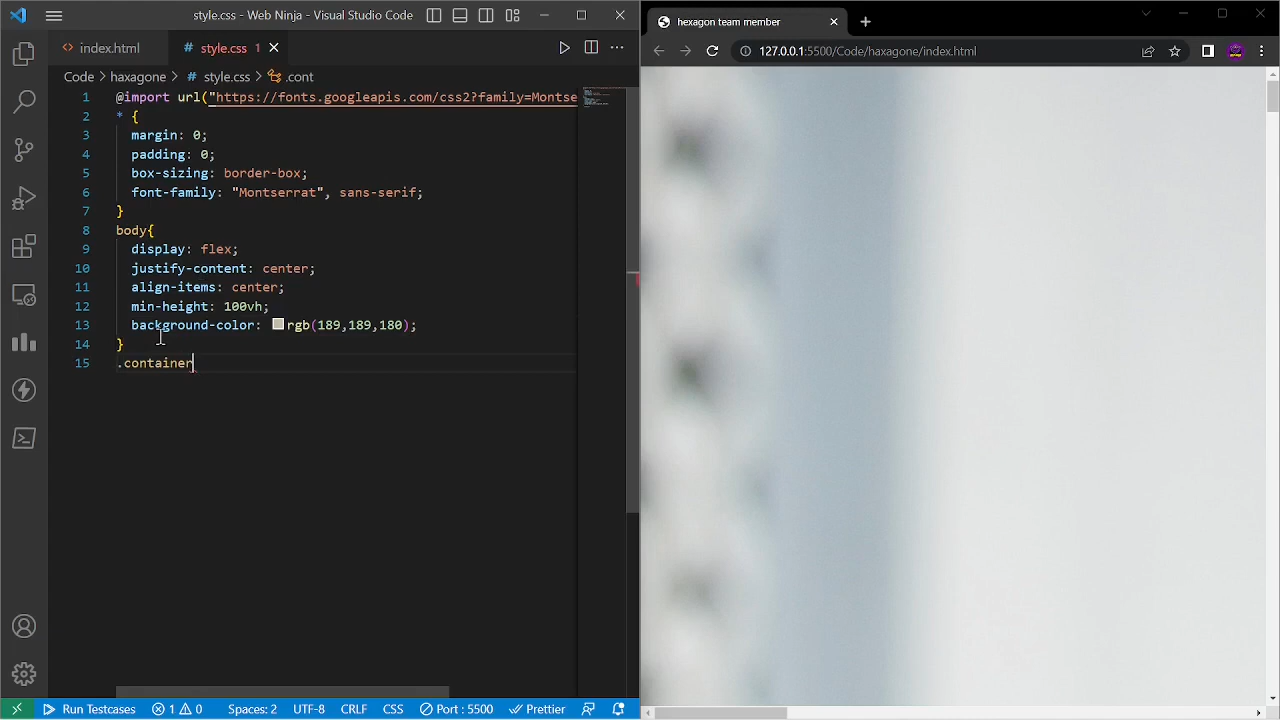 style.css - Web Ninja - Visual Studio Code
index.html
style.css 1
Code > haxagone > style.css > .cont
1 @import url("https://fonts.googleapis.com/css2?family=Montse
2 * {
3 margin: 0;
4 padding: 0;
5 box-sizing: border-box;
6 font-family: "Montserrat", sans-serif;
7 }
8 body{
9 display: flex;
10 justify-content: center;
11 align-items: center;
12 min-height: 100vh;
13 background-color: rgb(189,189,180);
14 }
15 .container
Run Testcases 1 0 Spaces: 2 UTF-8 CRLF CSS Port : 5500 Prettier
hexagon team member
127.0.0.1:5500/Code/haxagone/index.html